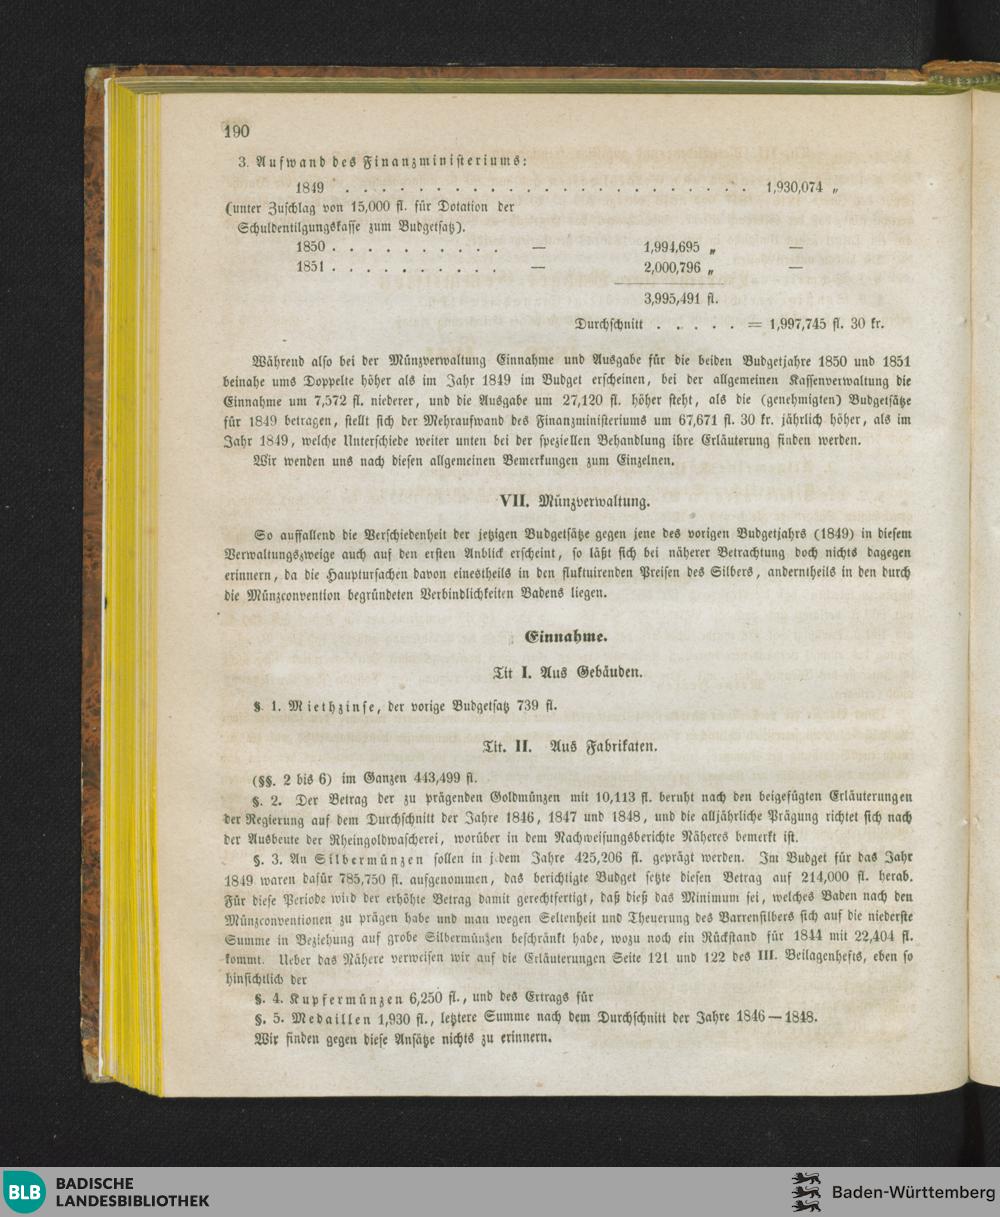 190
3. Aufwand des Finanzministeriums:
1849 . . . . . . . . . . . . . . . . . . . . . . . 1,930,074 „
(unter Zuschlag von 15,000 fl. für Dotation der
Schuldentilgungskasse zum Budgetsatz).
1850 . . . . . . . . . . — 1,994,695 „ —
1851 . . . . . . . . . . — 2,000,796 „ —
3,995,491 fl.
Durchschnitt . . . . . = 1,997,745 fl. 30 kr.
Während also bei der Münzverwaltung Einnahme und Ausgabe für die beiden Budgetjahre 1850 und 1851
beinahe ums Doppelte höher als im Jahr 1849 im Budget erscheinen, bei der allgemeinen Kassenverwaltung die
Einnahme um 7,572 fl. niederer, und die Ausgabe um 27,120 fl. höher steht, als die (genehmigten) Budgetsätze
für 1849 betragen, stellt sich der Mehraufwand des Finanzministeriums um 67,671 fl. 30 kr. jährlich höher, als im
Jahr 1849, welche Unterschiede weiter unten bei der speziellen Behandlung ihre Erläuterung finden werden.
Wir wenden uns nach diesen allgemeinen Bemerkungen zum Einzelnen.
VII. Münzverwaltung.
So auffallend die Verschiedenheit der jetzigen Budgetsätze gegen jene des vorigen Budgetjahrs (1849) in diesem
Verwaltungszweige auch auf den ersten Anblick erscheint, so läßt sich bei näherer Betrachtung doch nichts dagegen
erinnern, da die Hauptursachen davon einestheils in den fluktuirenden Preisen des Silbers, anderntheils in den durch
die Münzconvention begründeten Verbindlichkeiten Badens liegen.
Einnahme.
Tit I. Aus Gebäuden.
§. 1. Miethzinse, der vorige Budgetsatz 739 fl.
Tit. II. Aus Fabrikaten.
(§§. 2 bis 6) im Ganzen 443,499 fl.
§. 2. Der Betrag der zu prägenden Goldmünzen mit 10,113 fl. beruht nach den beigefügten Erläuterungen
der Regierung auf dem Durchschnitt der Jahre 1846, 1847 und 1848, und die alljährliche Prägung richtet sich nach
der Ausbeute der Rheingoldwascherei, worüber in dem Nachweisungsberichte Näheres bemerkt ist.
§. 3. An Silbermünzen sollen in jedem Jahre 425,206 fl. geprägt werden. Im Budget für das Jahr
1849 waren dafür 785,750 fl. aufgenommen, das berichtigte Budget setzte diesen Betrag auf 214,000 fl. herab.
Für diese Periode wird der erhöhte Betrag damit gerechtfertigt, daß dieß das Minimum sei, welches Baden nach den
Münzconventionen zu prägen habe und man wegen Seltenheit und Theuerung des Barrensilbers sich auf die niederste
Summe in Beziehung auf grobe Silbermünzen beschränkt habe, wozu noch ein Rückstand für 1844 mit 22,404 fl.
kommt. Ueber das Nähere verweisen wir auf die Erläuterungen Seite 121 und 122 des III. Beilagenhefts, eben so
hinsichtlich der
§. 4. Kupfermünzen 6,250 fl., und des Ertrags für
§. 5. Medaillen 1,930 fl., letztere Summe nach dem Durchschnitt der Jahre 1846 — 1848.
Wir finden gegen diese Ansätze nichts zu erinnern.
BLB BADISCHE
LANDESBIBLIOTHEK
Baden-Württemberg